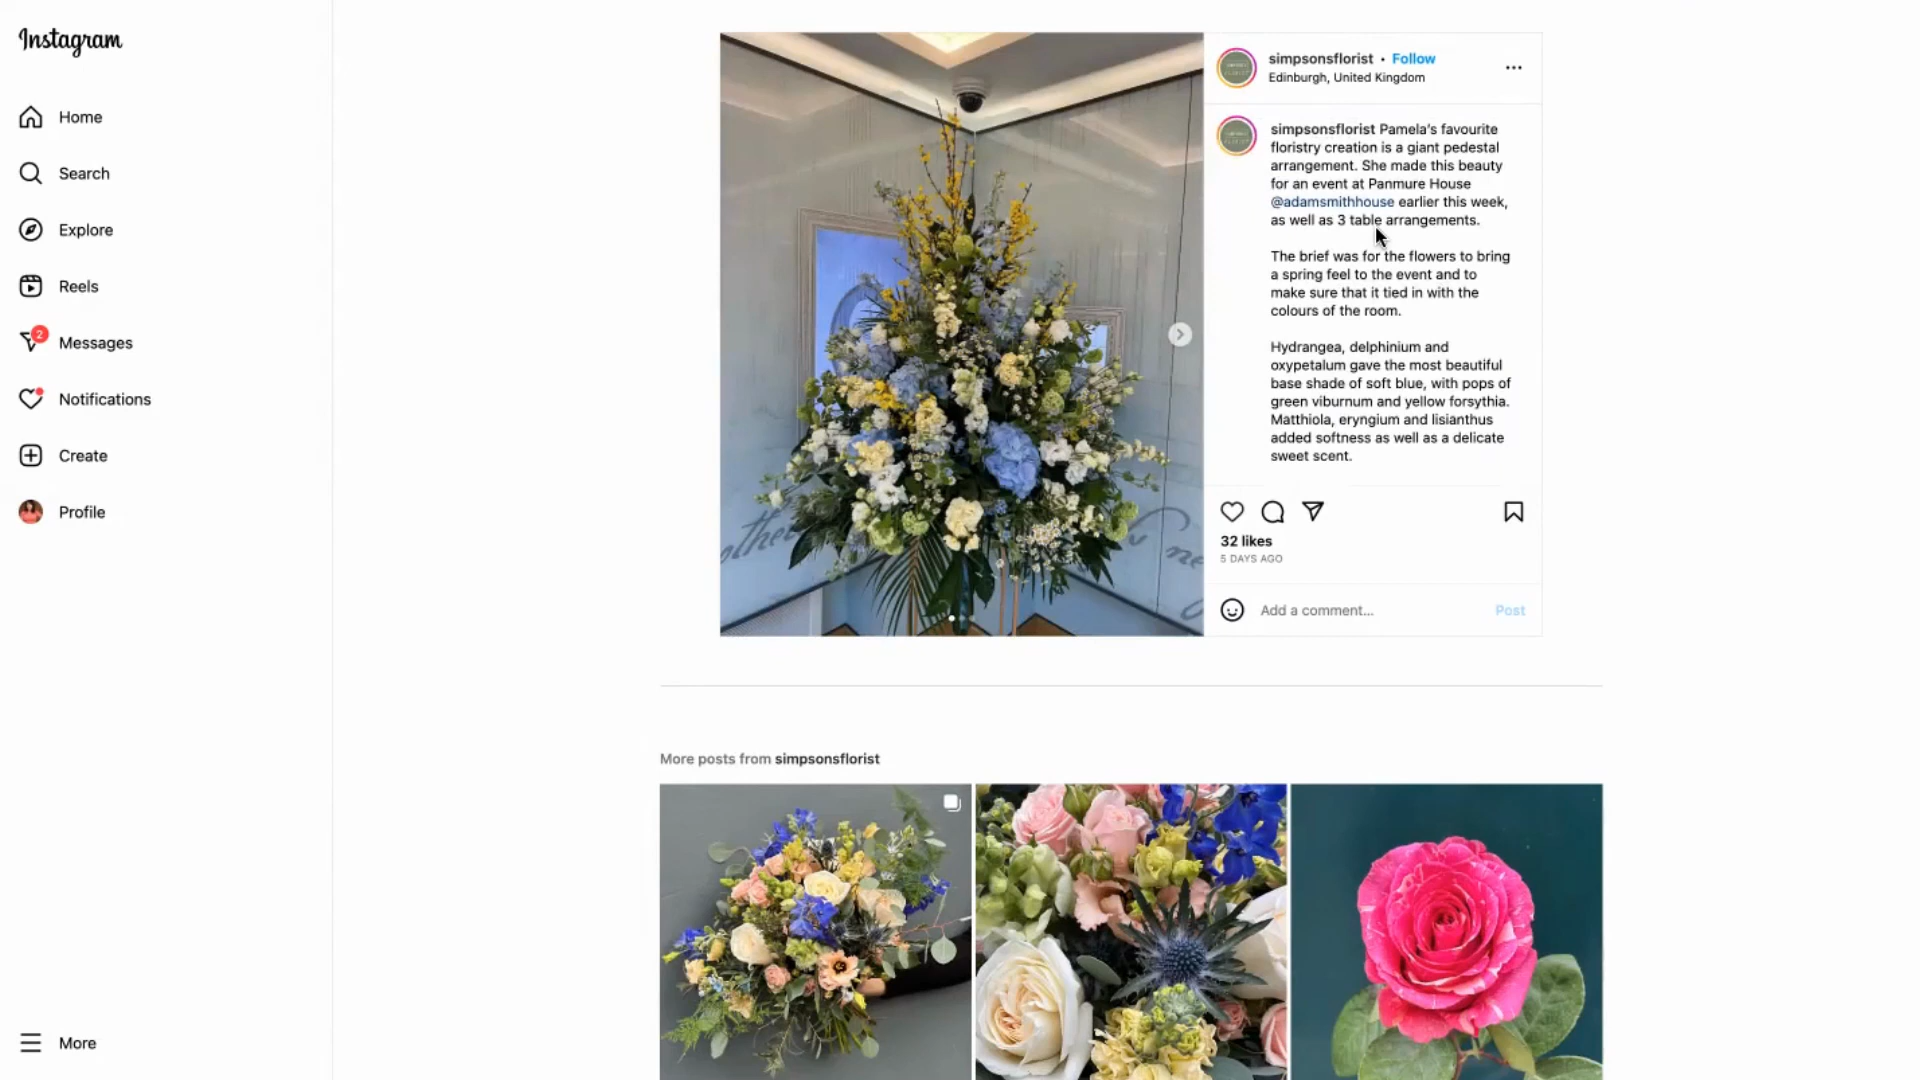 Instagram
Home
Search
Explore
Reels
2
Messages
Notifications
Create
Profile
More
simpsonsflorist • Follow
Edinburgh, United Kingdom
simpsonsflorist Pamela's favourite
floristry creation is a giant pedestal
arrangement. She made this beauty
for an event at Panmure House
@adamsmithhouse earlier this week,
as well as 3 table arrangements.
The brief was for the flowers to bring
a spring feel to the event and to
make sure that it tied in with the
colours of the room.
Hydrangea, delphinium and
oxypetalum gave the most beautiful
base shade of soft blue, with pops of
green viburnum and yellow forsythia.
Matthiola, eryngium and lisianthus
added softness as well as a delicate
sweet scent.
32 likes
5 DAYS AGO
Add a comment...
Post
More posts from simpsonsflorist